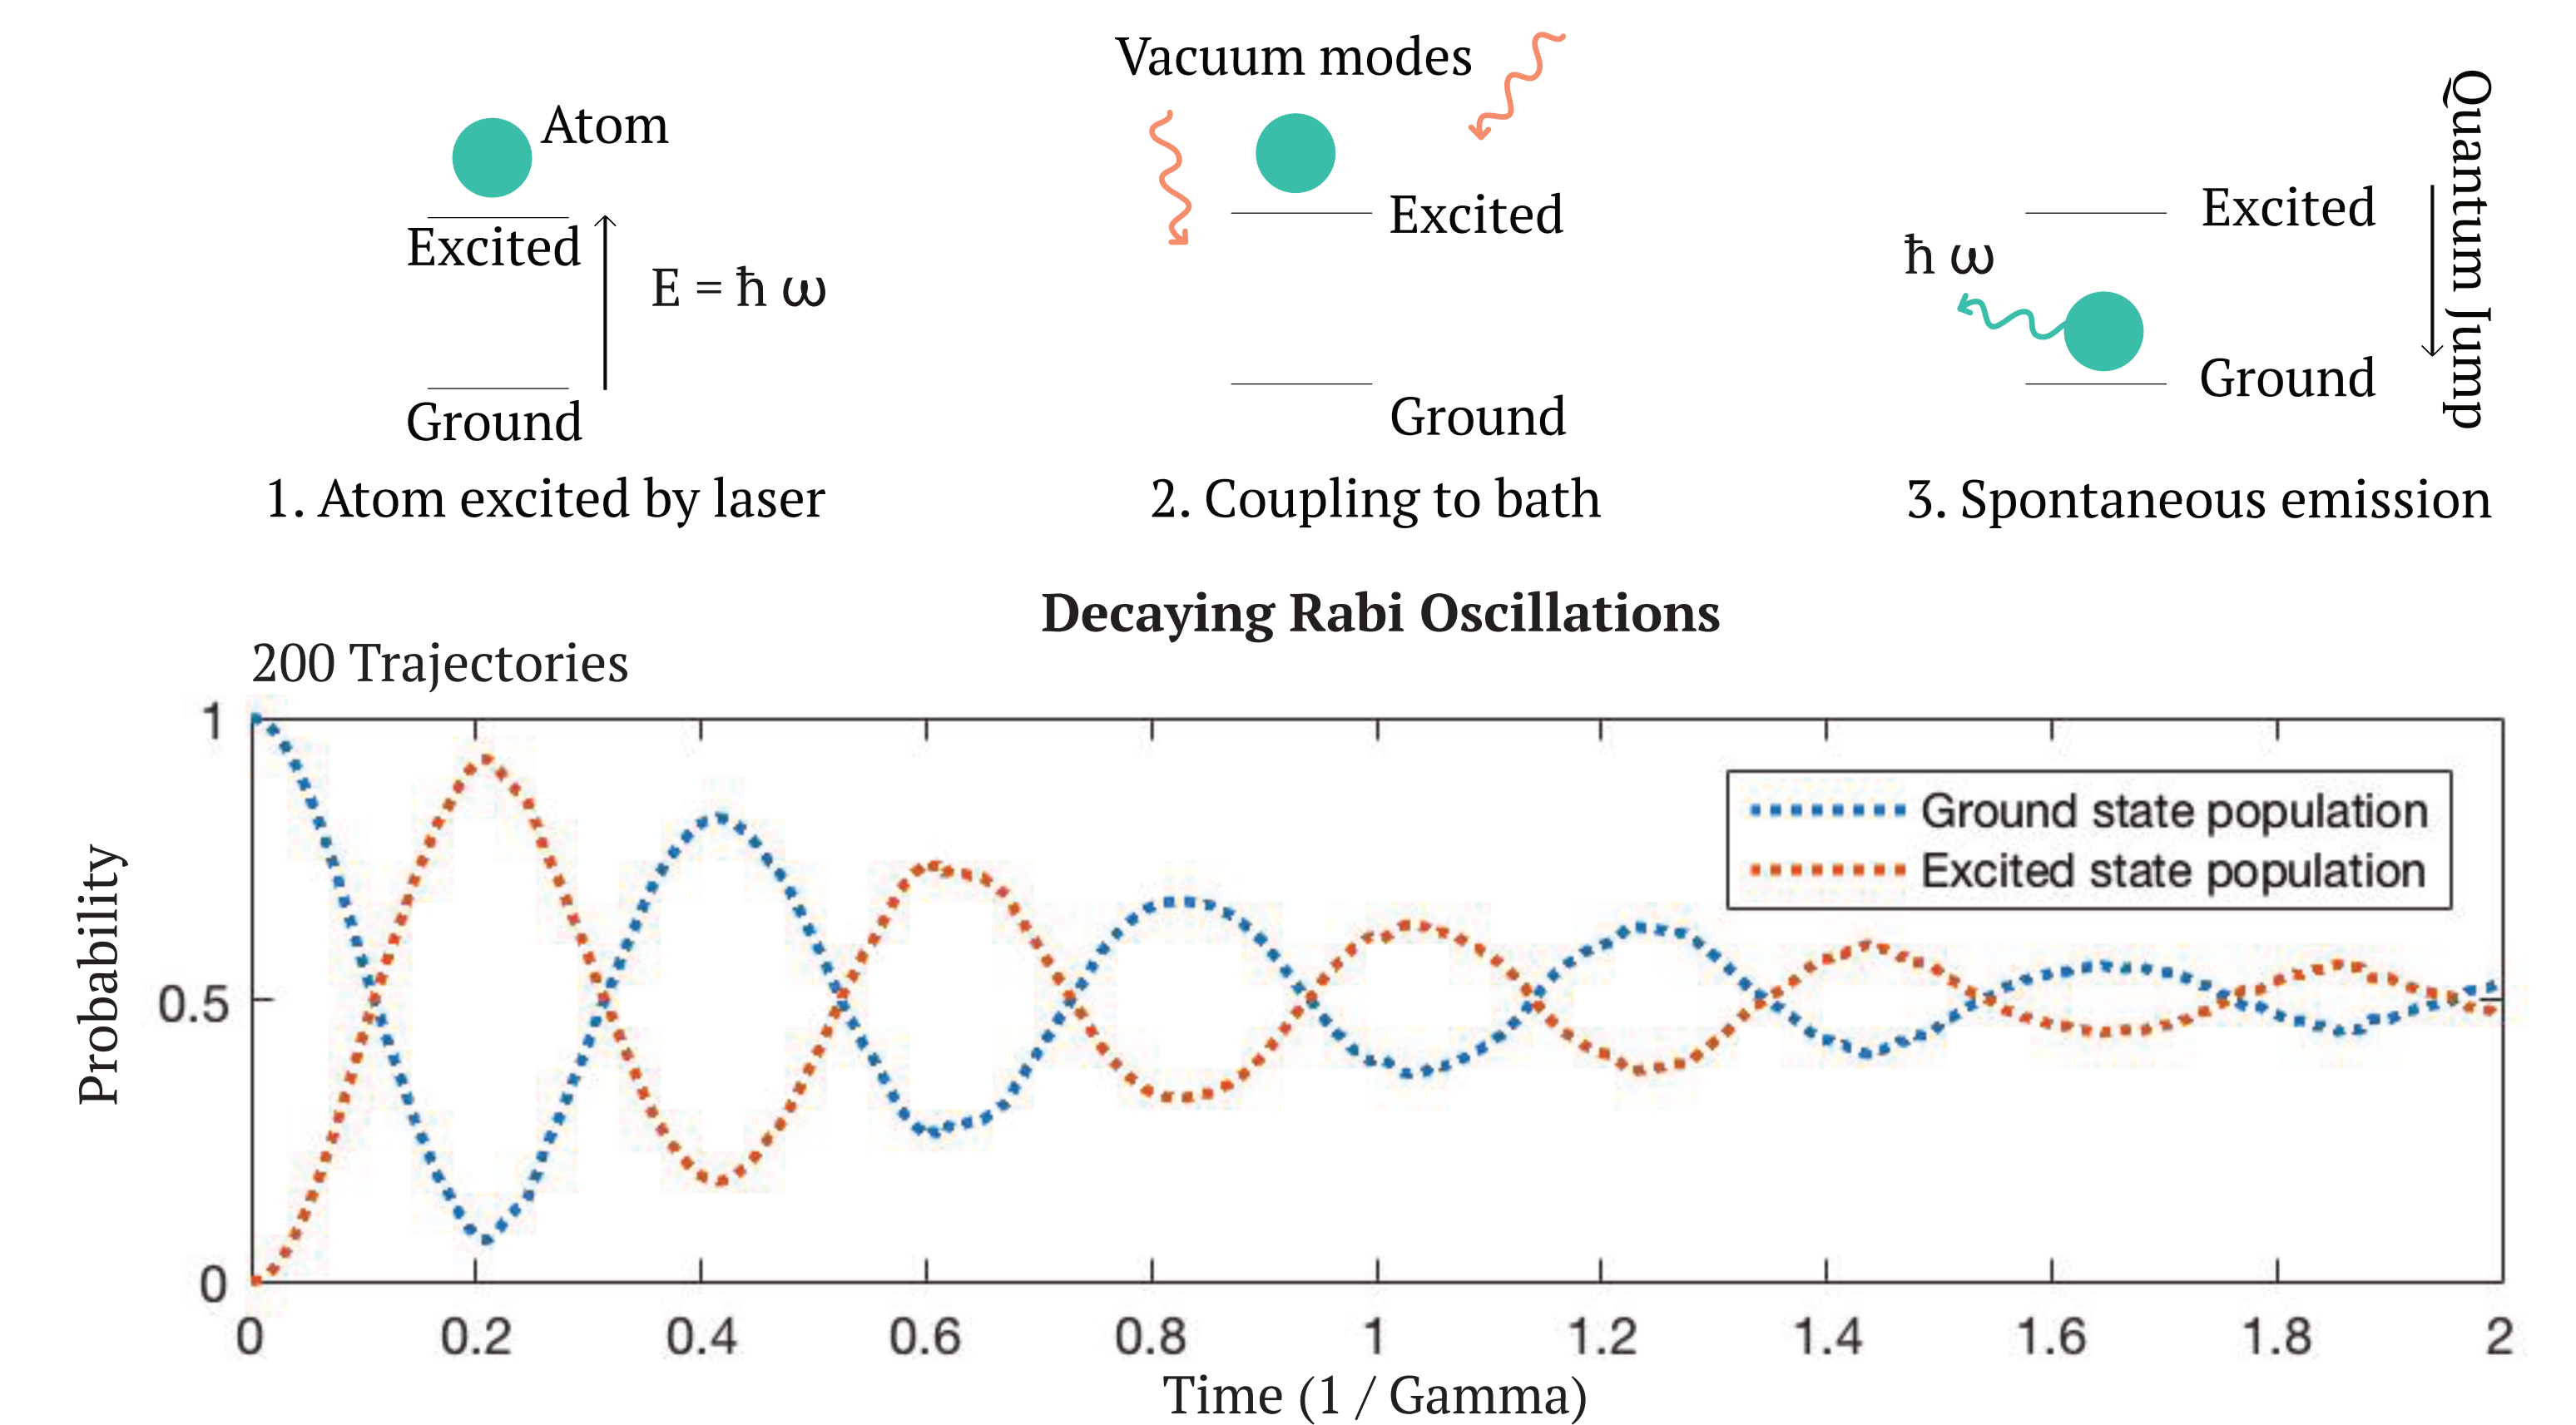 Atom
Excited
E = ħ ω
Ground
1. Atom excited by laser
Vacuum modes
Excited
Ground
2. Coupling to bath
Excited
ħ ω
Ground
Quantum Jump
3. Spontaneous emission
Decaying Rabi Oscillations
200 Trajectories
Probability
1
0.5
0
Ground state population
Excited state population
0 0.2 0.4 0.6 0.8 1 1.2 1.4 1.6 1.8 2
Time (1 / Gamma)